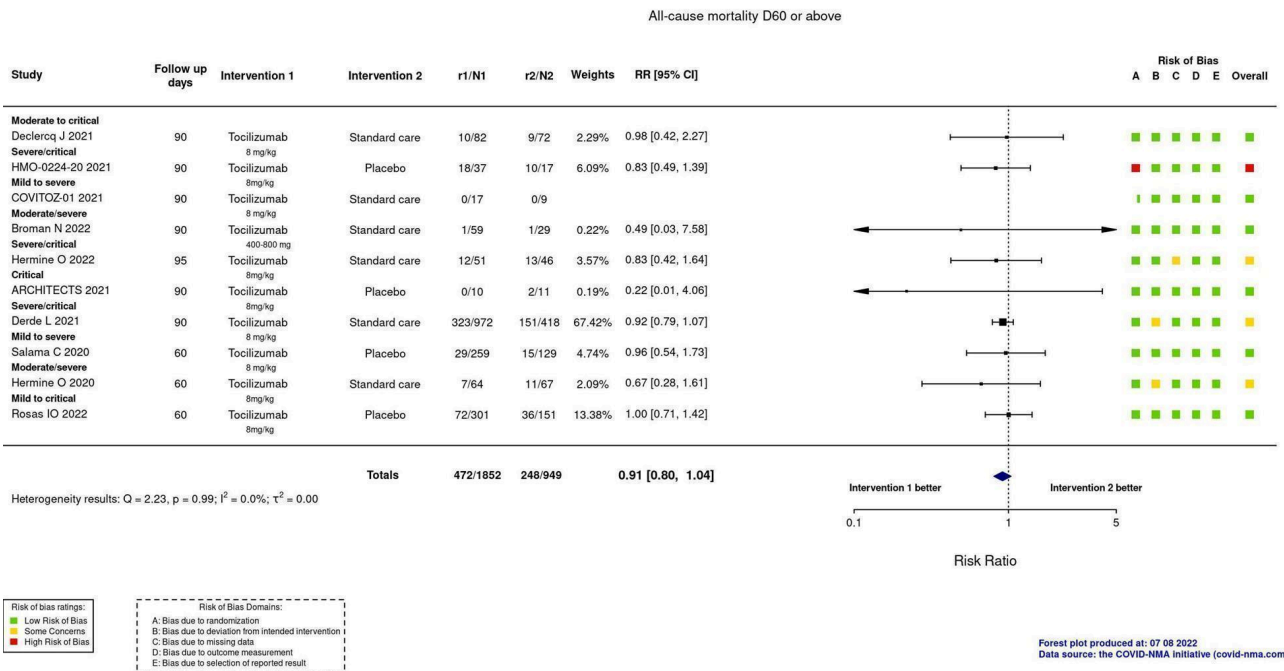 All-cause mortality D60 or above
Risk of Bias
Study Follow up days Intervention 1 Intervention 2 r1/N1 r2/N2 Weights RR [95% CI] A B C D E Overall
Moderate to critical
Declercq J 2021 90 Tocilizumab Standard care 10/82 9/72 2.29% 0.98 [0.42, 2.27]
Severe/critical 8 mg/kg
HMO-0224-20 2021 90 Tocilizumab Placebo 18/37 10/17 6.09% 0.83 [0.49, 1.39]
Mild to severe 8mg/kg
COVITOZ-01 2021 90 Tocilizumab Standard care 0/17 0/9
Moderate/severe 8 mg/kg
Broman N 2022 90 Tocilizumab Standard care 1/59 1/29 0.22% 0.49 [0.03, 7.58]
Severe/critical 400-800 mg
Hermine O 2022 95 Tocilizumab Standard care 12/51 13/46 3.57% 0.83 [0.42, 1.64]
Critical 8mg/kg
ARCHITECTS 2021 90 Tocilizumab Placebo 0/10 2/11 0.19% 0.22 [0.01, 4.06]
Severe/critical 8mg/kg
Derde L 2021 90 Tocilizumab Standard care 323/972 151/418 67.42% 0.92 [0.79, 1.07]
Mild to severe 8 mg/kg
Salama C 2020 60 Tocilizumab Placebo 29/259 15/129 4.74% 0.96 [0.54, 1.73]
Moderate/severe 8 mg/kg
Hermine O 2020 60 Tocilizumab Standard care 7/64 11/67 2.09% 0.67 [0.28, 1.61]
Mild to critical 8mg/kg
Rosas IO 2022 60 Tocilizumab Placebo 72/301 36/151 13.38% 1.00 [0.71, 1.42]
8mg/kg
Totals 472/1852 248/949 0.91 [0.80, 1.04]
Intervention 1 better Intervention 2 better
Heterogeneity results: Q = 2.23, p = 0.99; I² = 0.0%; τ² = 0.00
0.1 1 5
Risk Ratio
Risk of bias ratings:
Low Risk of Bias
Some Concerns
High Risk of Bias
Risk of Bias Domains:
A: Bias due to randomization
B: Bias due to deviation from intended intervention
C: Bias due to missing data
D: Bias due to outcome measurement
E: Bias due to selection of reported result
Forest plot produced at: 07 08 2022
Data source: the COVID-NMA initiative (covid-nma.com